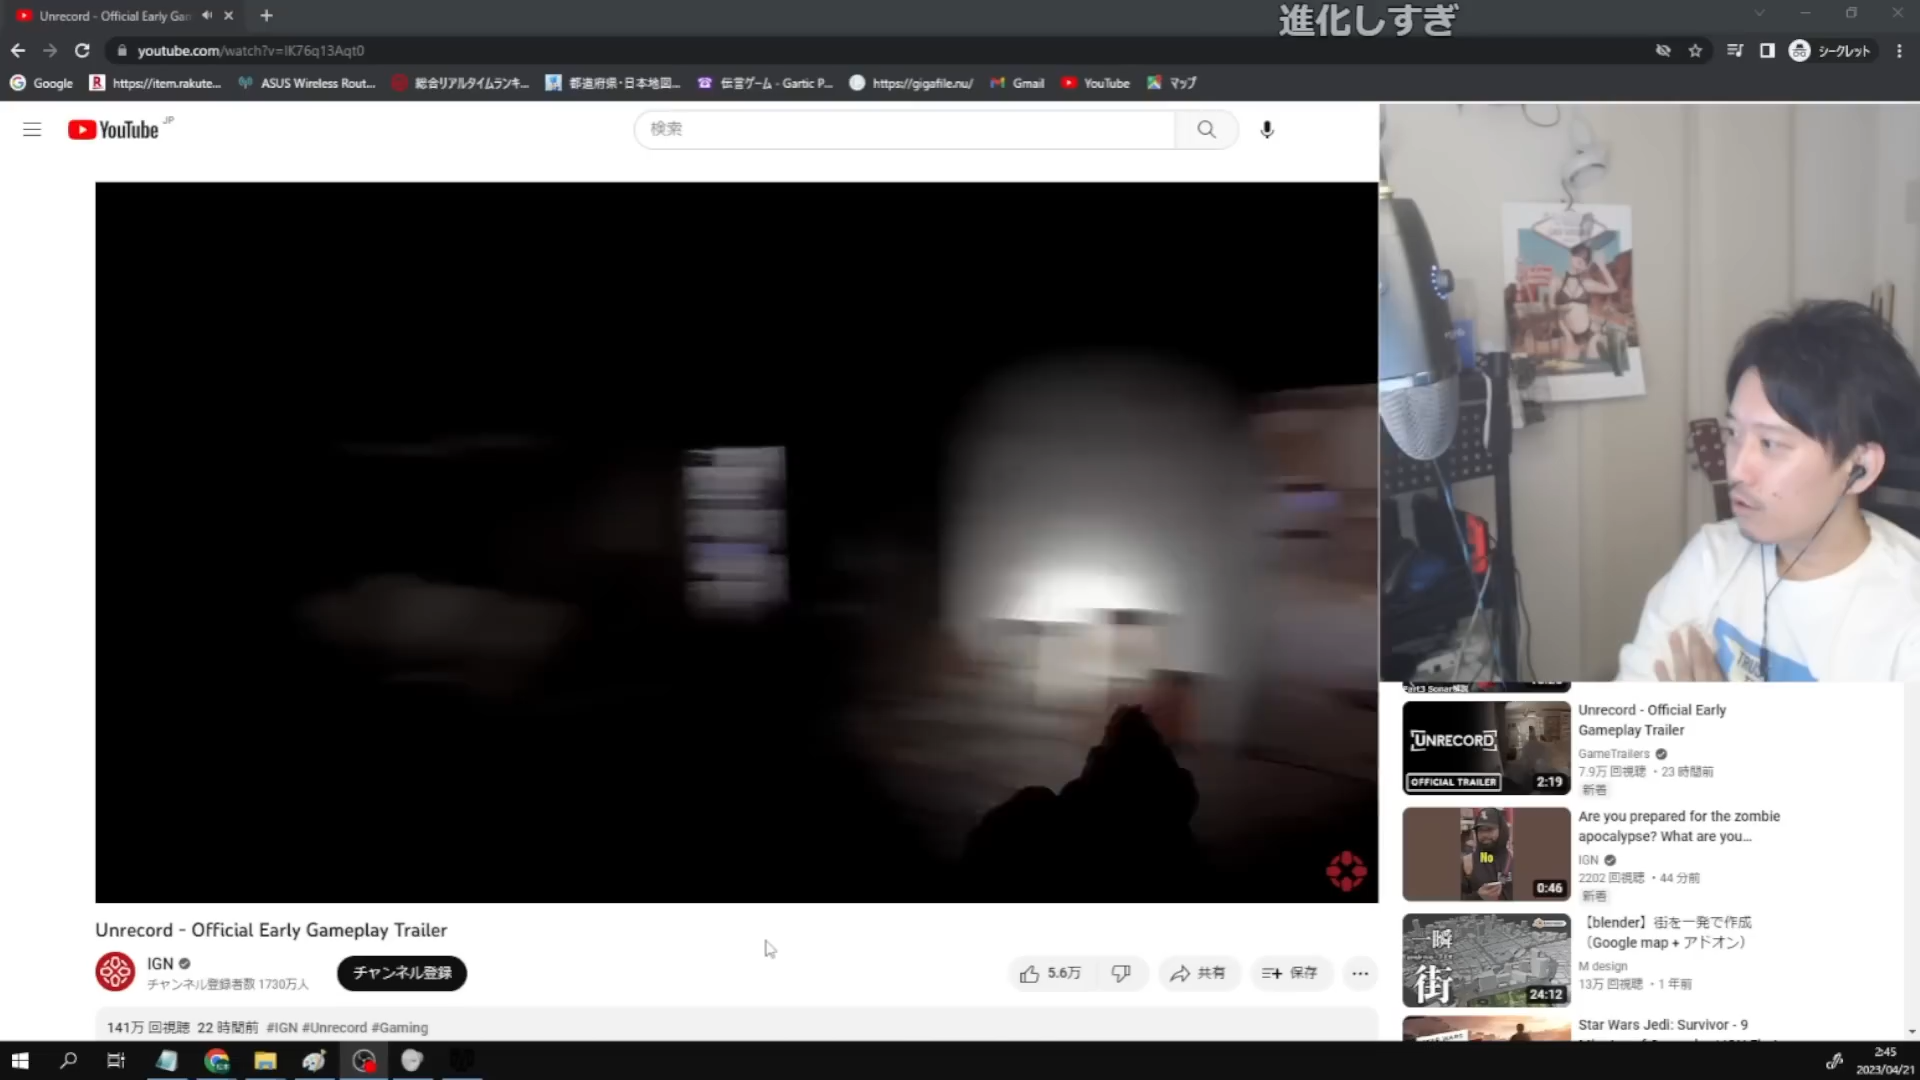 Unrecord - Official Early Gam
進化しすぎ
youtube.com/watch?v=IK76q13Aqt0
シークレット
Google
https://item.rakute...
ASUS Wireless Rout...
総合リアルタイムランキ...
都道府県・日本地図...
伝言ゲーム - Gartic P...
https://gigafile.nu/
Gmail
YouTube
マップ
YouTube JP
検索
Part3 Sonar解説
UNRECORD
OFFICIAL TRAILER
2:19
Unrecord - Official Early
Gameplay Trailer
GameTrailers
7.9万 回視聴 ・23 時間前
新着
No
0:46
Are you prepared for the zombie
apocalypse? What are you...
IGN
2202 回視聴 ・44 分前
新着
一瞬
街
24:12
【blender】街を一発で作成
（Google map + アドオン）
M design
13万 回視聴 ・1 年前
Star Wars Jedi: Survivor - 9
Unrecord - Official Early Gameplay Trailer
IGN
チャンネル登録者数 1730万人
チャンネル登録
5.6万
共有
保存
141万 回視聴 22 時間前 #IGN #Unrecord #Gaming
2:45
2023/04/21